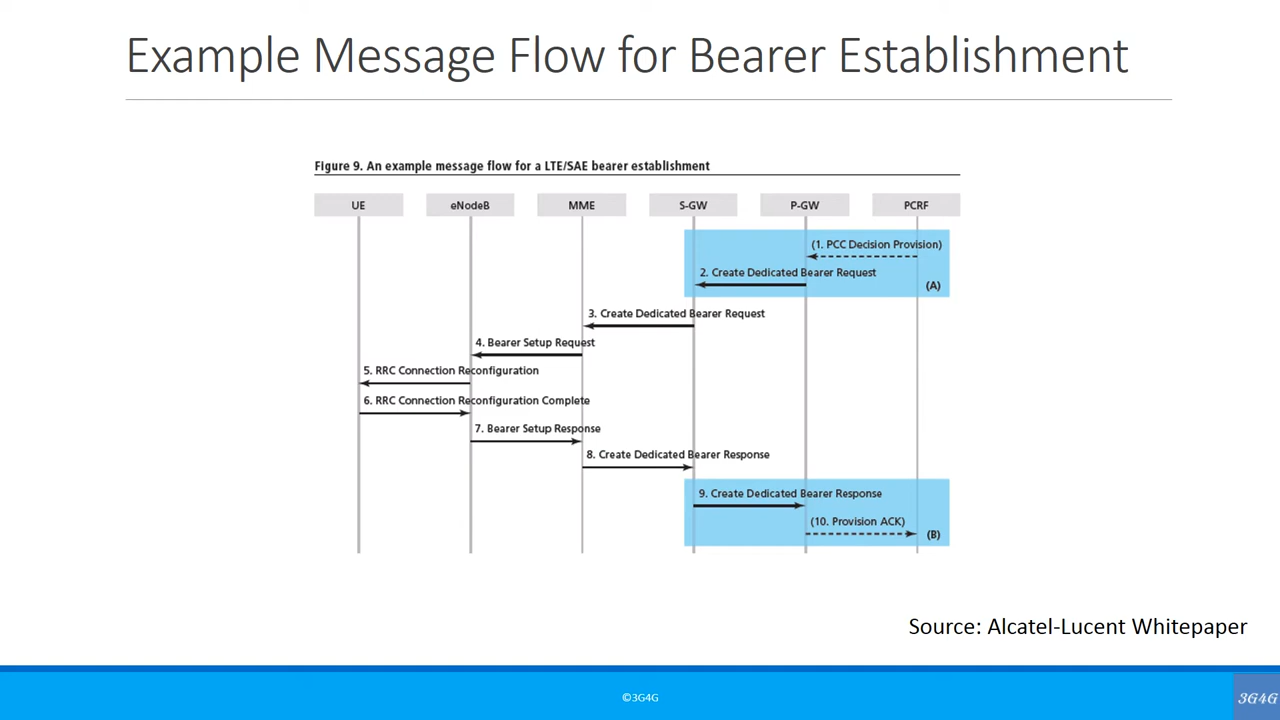 Example Message Flow for Bearer Establishment
Figure 9. An example message flow for a LTE/SAE bearer establishment
UE eNodeB MME S-GW P-GW PCRF
(1. PCC Decision Provision)
2. Create Dedicated Bearer Request
(A)
3. Create Dedicated Bearer Request
4. Bearer Setup Request
5. RRC Connection Reconfiguration
6. RRC Connection Reconfiguration Complete
7. Bearer Setup Response
8. Create Dedicated Bearer Response
9. Create Dedicated Bearer Response
(10. Provision ACK)
(B)
Source: Alcatel-Lucent Whitepaper
©3G4G
3G4G